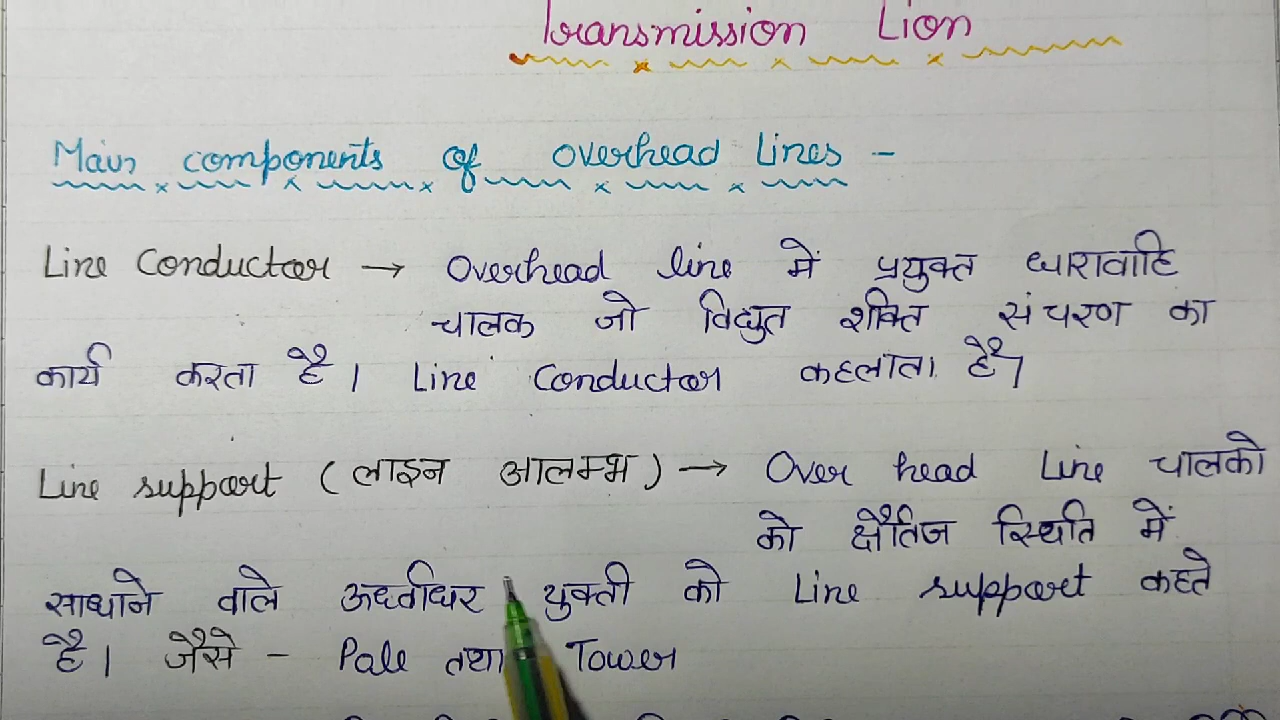 Transmission Lion
Main components of overhead Lines -
Line Conductor → Overhead line में प्रयुक्त धारावाहि
चालक जो विद्युत शक्ति संचरण का
कार्य करता है। Line Conductor कहलाता है।
Line support (लाइन आलम्भ) → Over head Line चालको
को क्षैतिज स्थिति में
साधाने वाले ऊर्ध्वाधर युक्ती को Line support कहते
है। जैसे - Pole तथा Tower